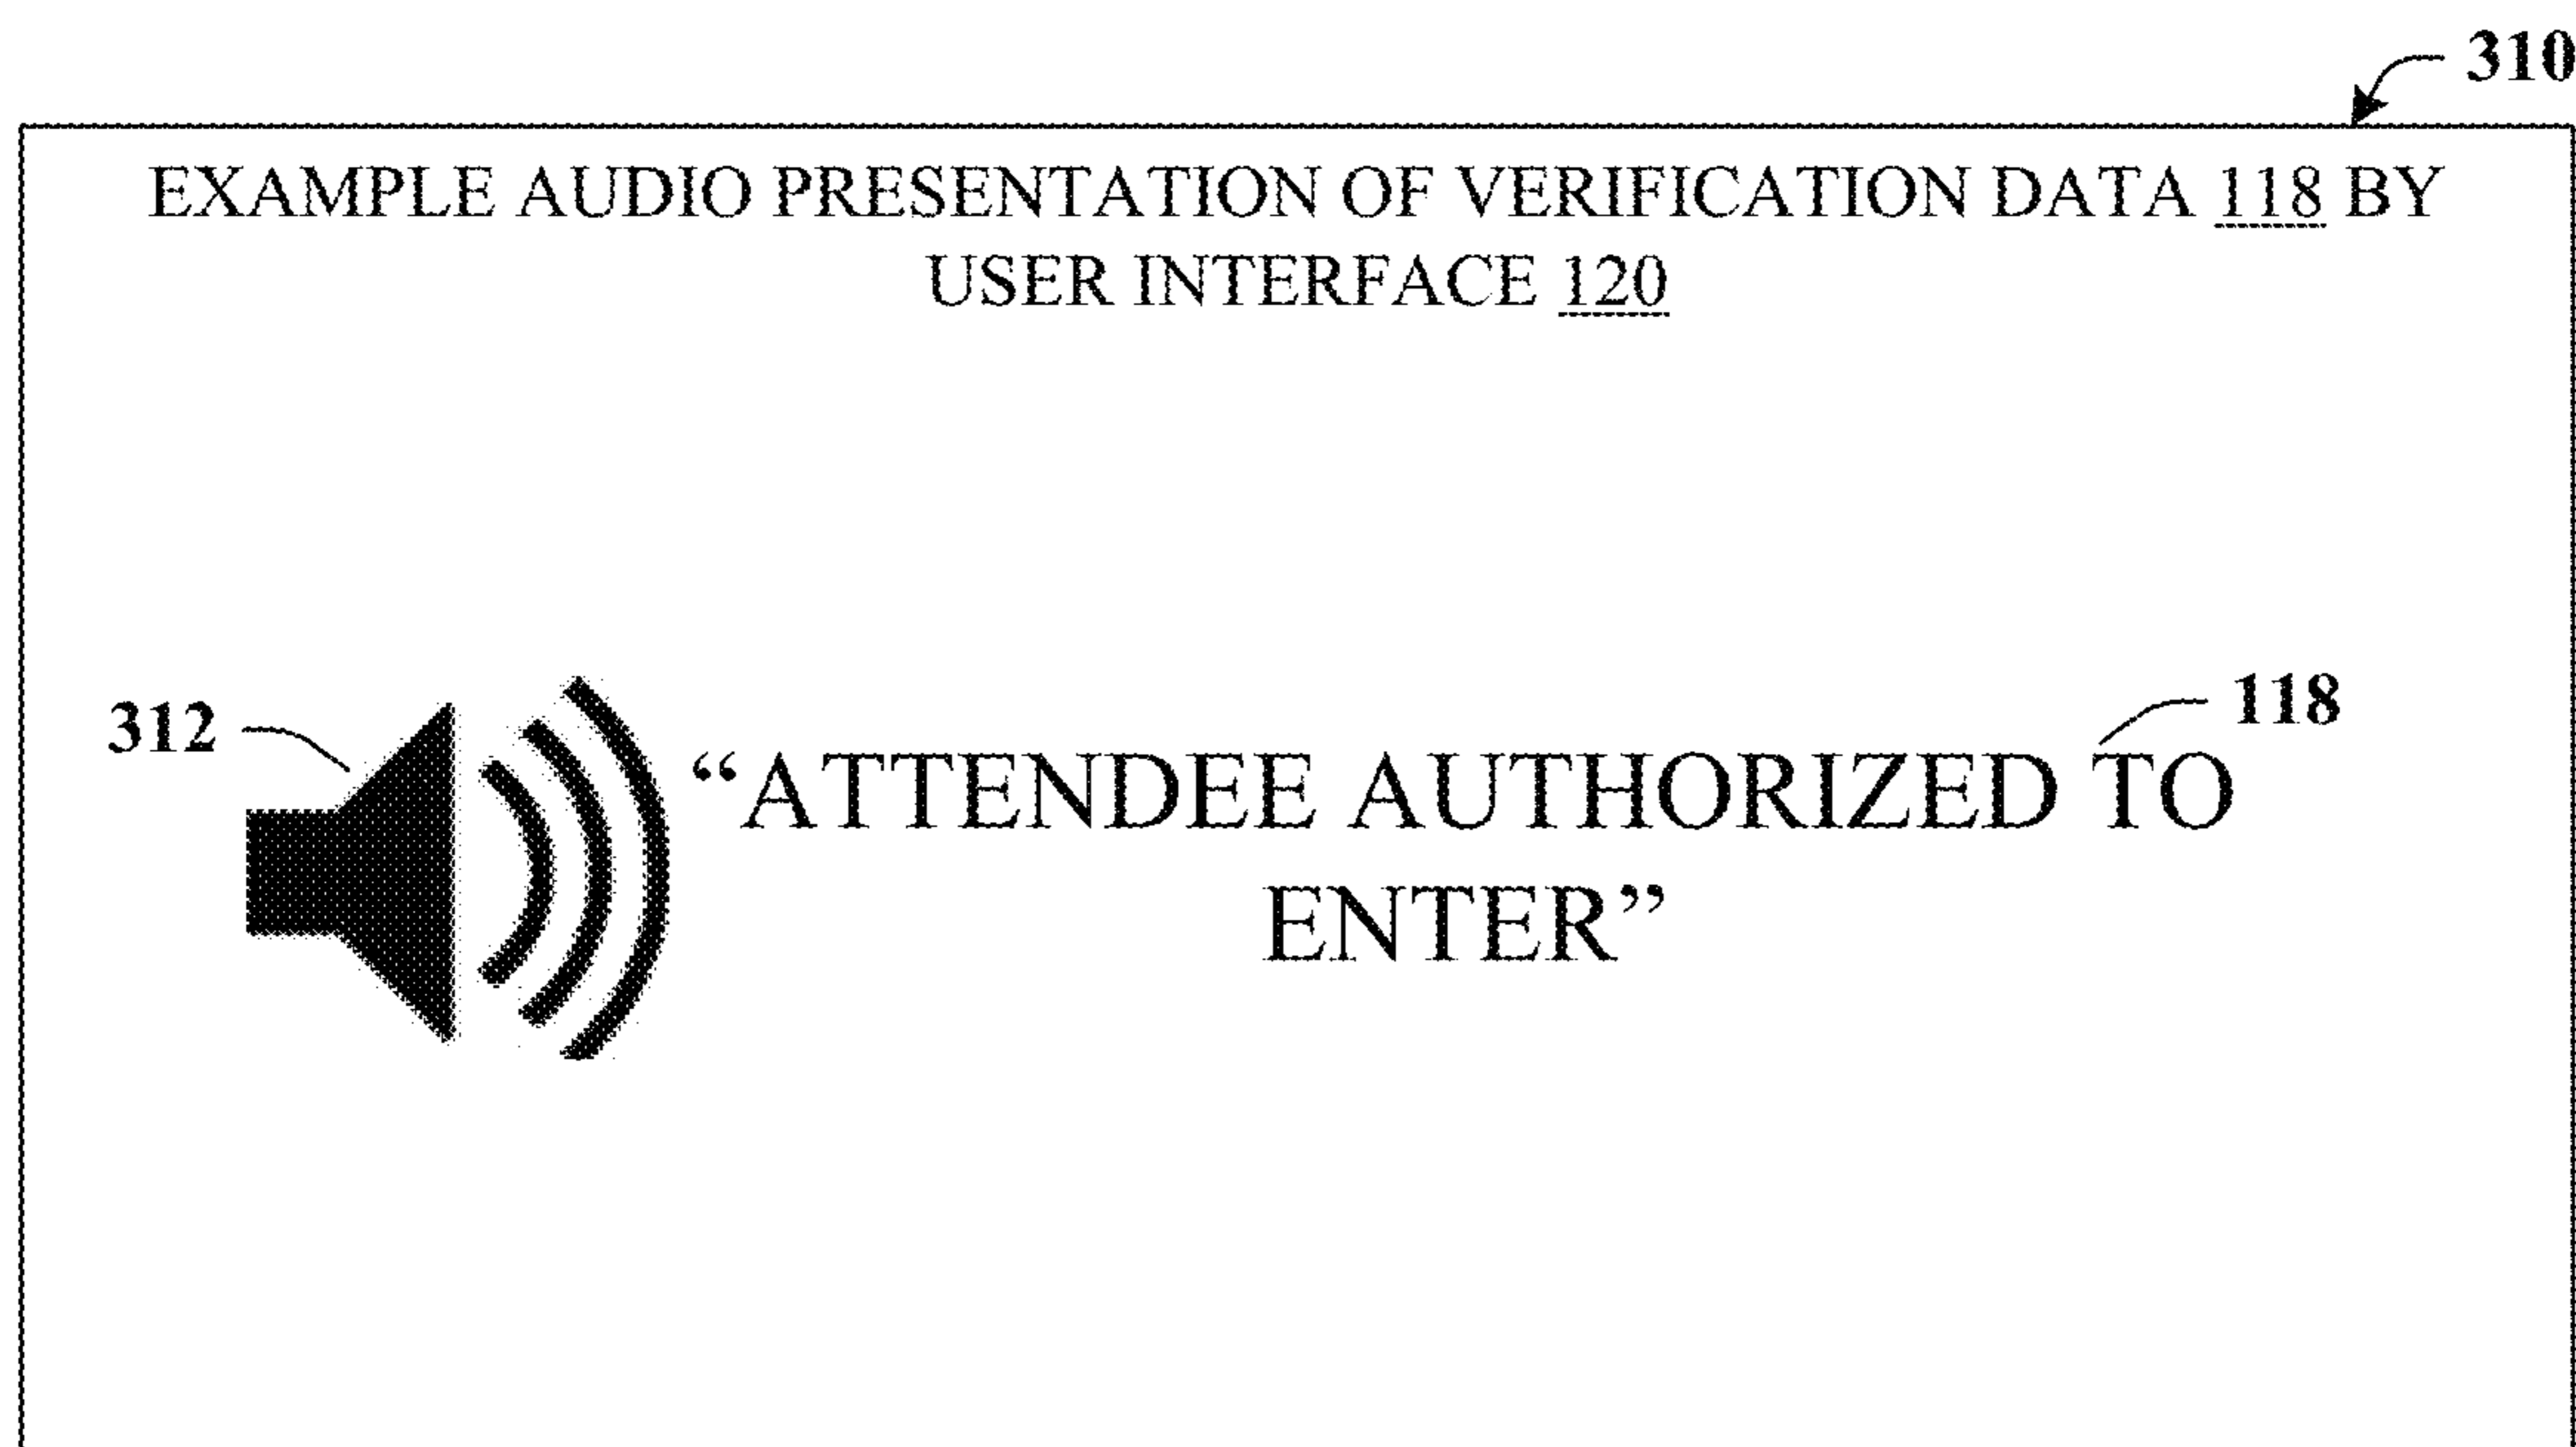 310
EXAMPLE AUDIO PRESENTATION OF VERIFICATION DATA 118 BY
USER INTERFACE 120
312
118
“ATTENDEE AUTHORIZED TO
ENTER”